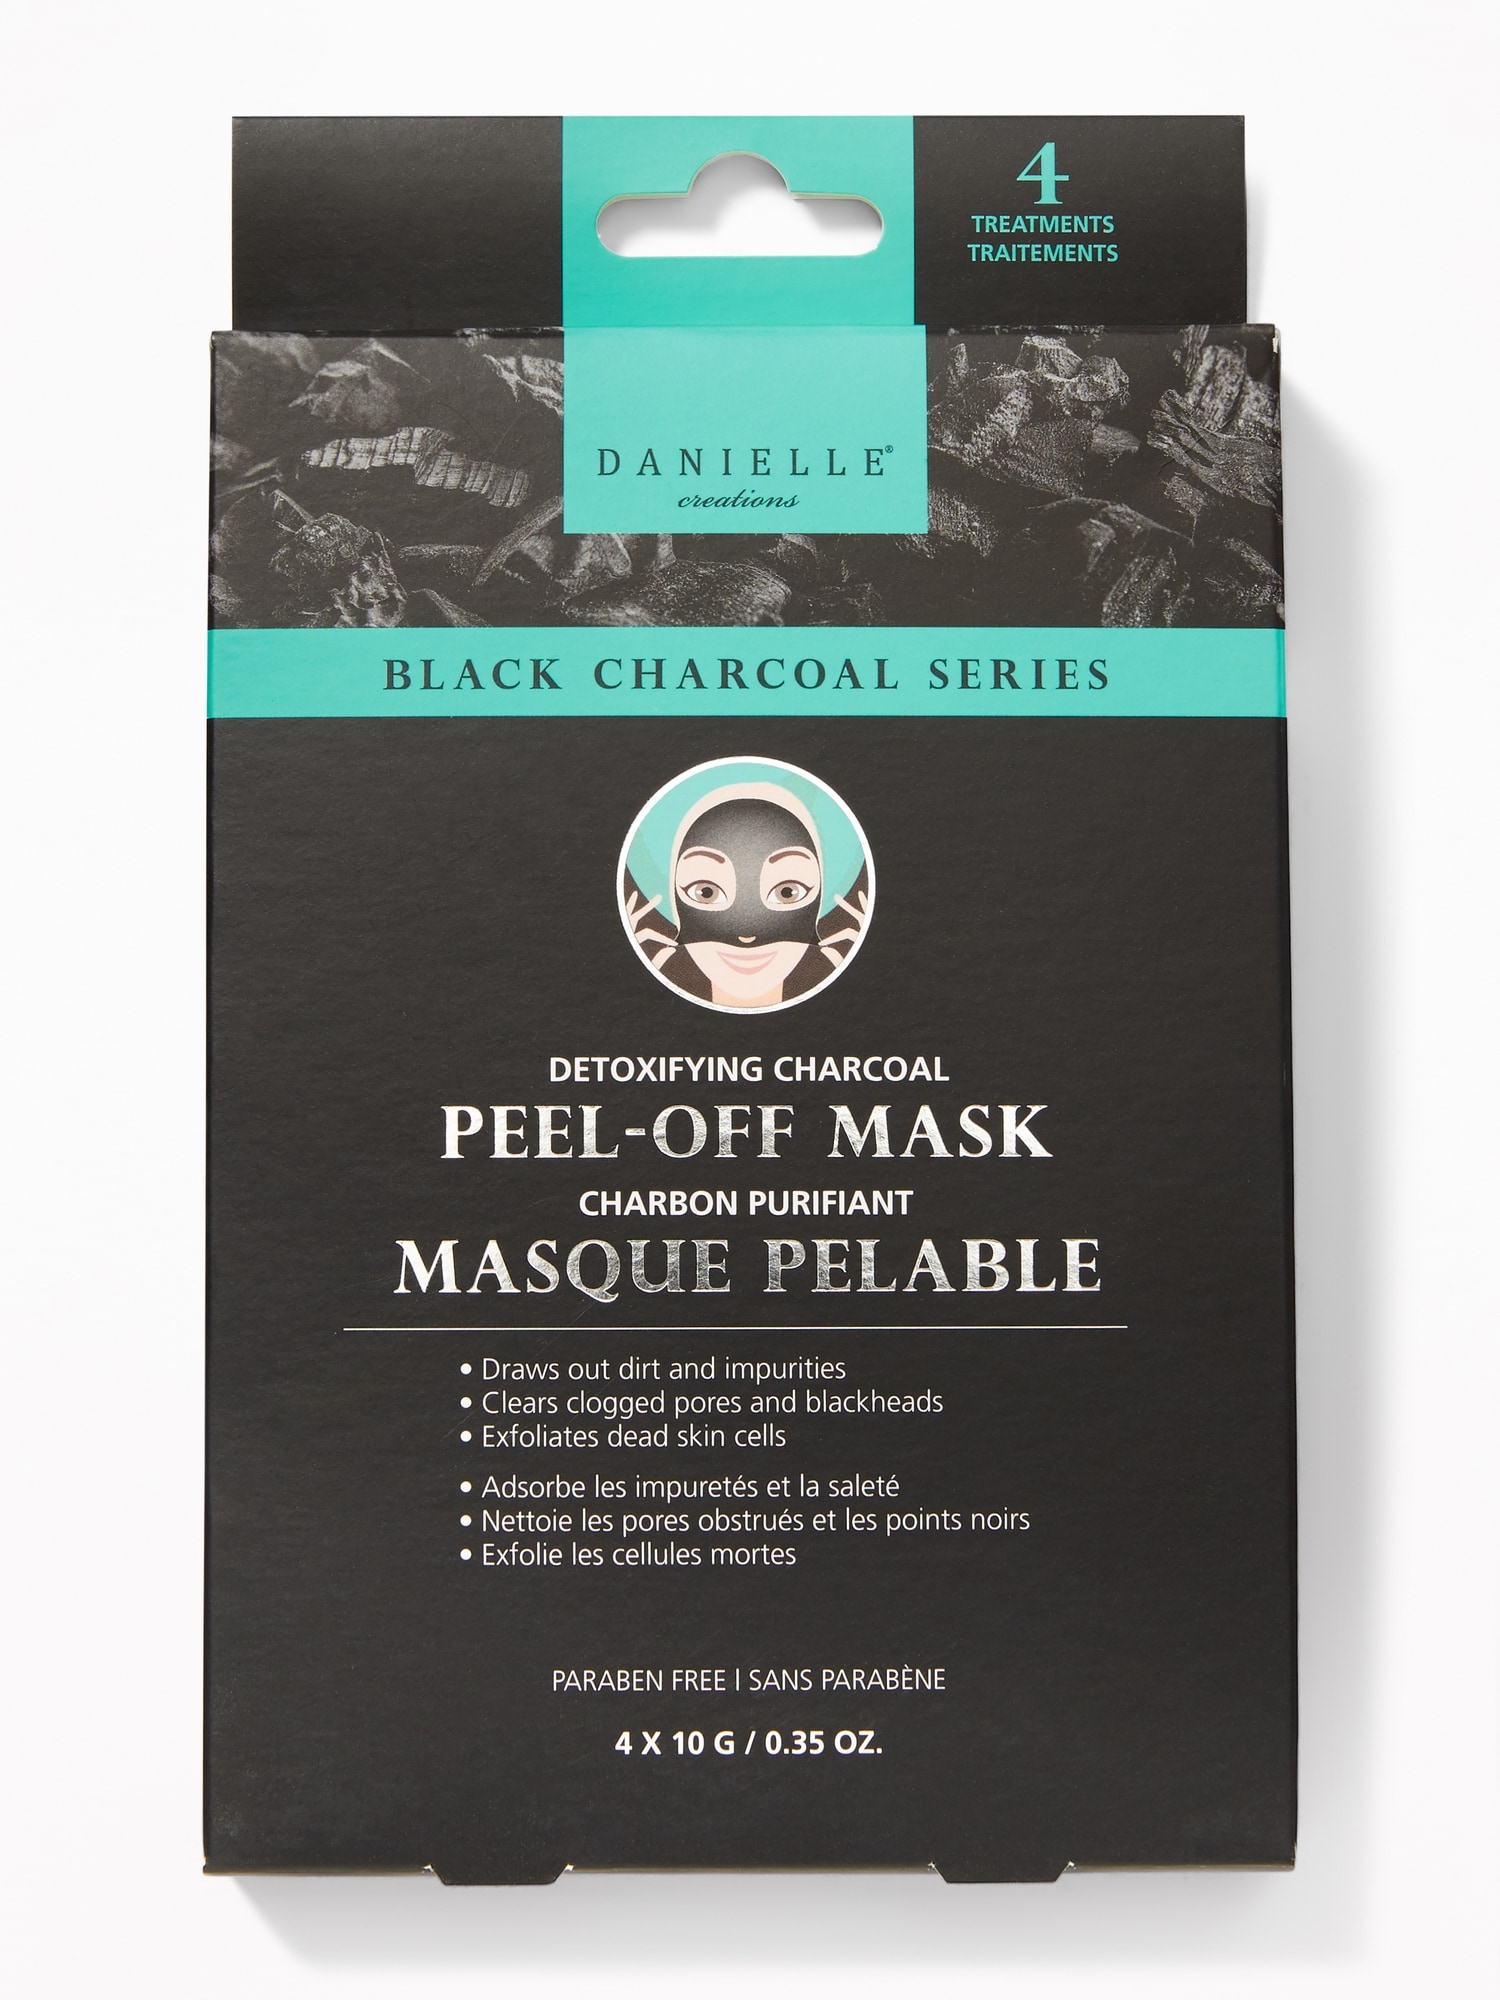 4
TREATMENTS
TRAITEMENTS
DANIELLE®
creations
BLACK CHARCOAL SERIES
DETOXIFYING CHARCOAL
PEEL-OFF MASK
CHARBON PURIFIANT
MASQUE PELABLE
• Draws out dirt and impurities
• Clears clogged pores and blackheads
• Exfoliates dead skin cells
• Adsorbe les impuretés et la saleté
• Nettoie les pores obstrués et les points noirs
• Exfolie les cellules mortes
PARABEN FREE | SANS PARABÈNE
4 X 10 G / 0.35 OZ.